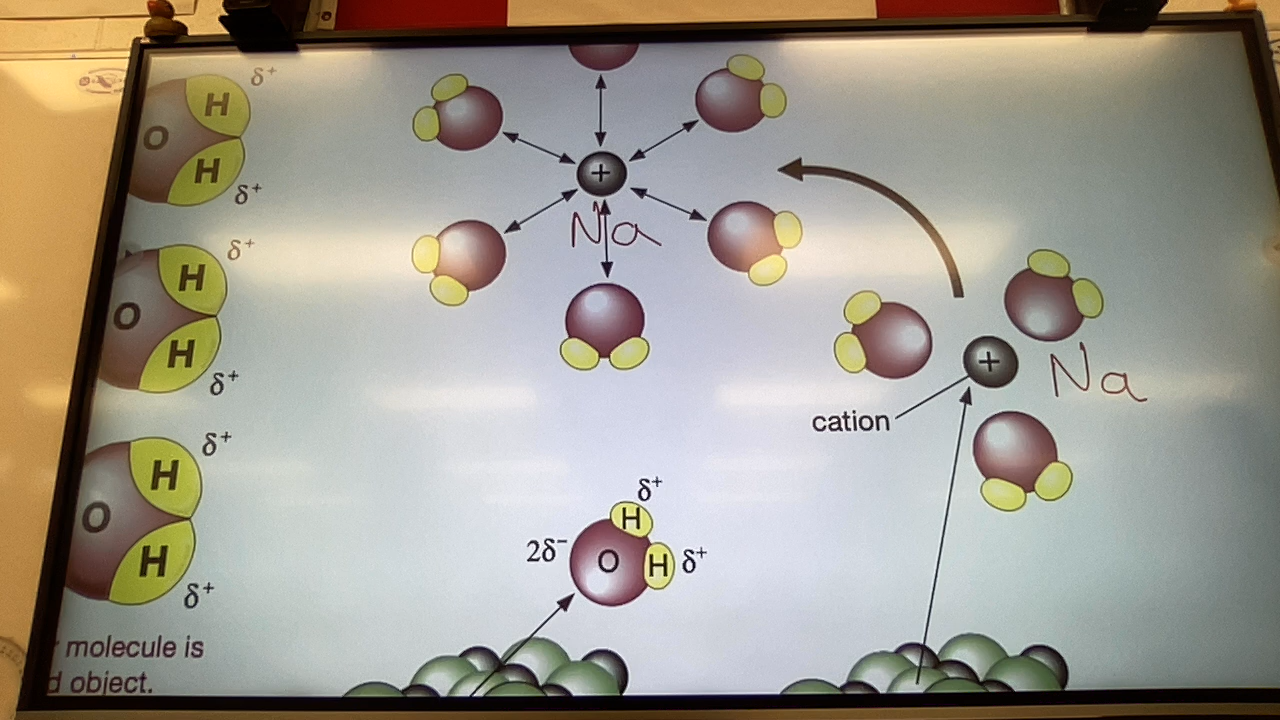 O
H
H
δ+
δ+
O
H
H
δ+
δ+
O
H
H
δ+
δ+
molecule is
object.
+
Na
2δ−
O
H
H
δ+
δ+
+
Na
cation